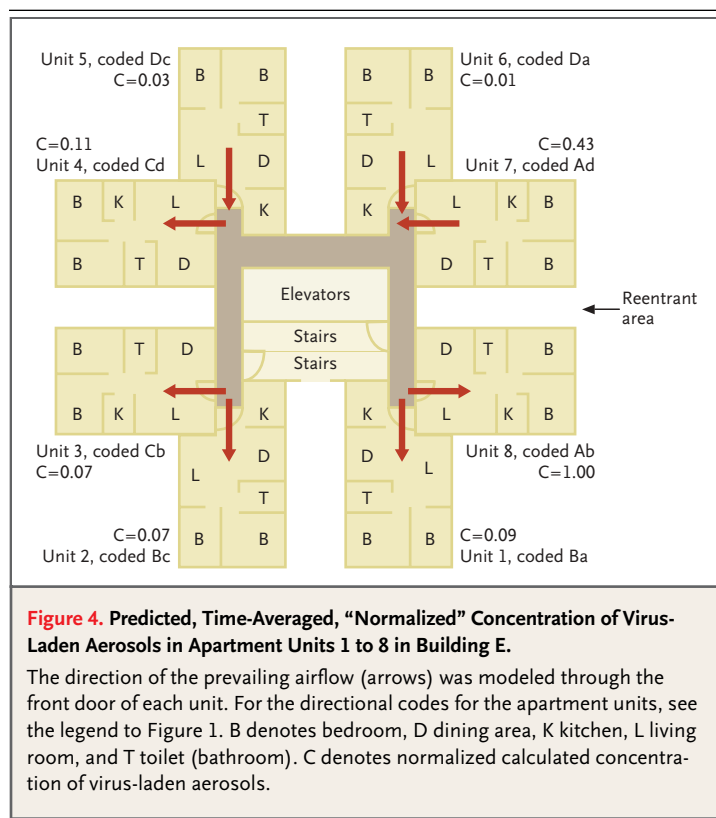 Unit 5, coded Dc
C=0.03
Unit 6, coded Da
C=0.01
B B B B
T T
C=0.11
Unit 4, coded Cd
L D D L
C=0.43
Unit 7, coded Ad
B K L K K L K B
B T D D T B
Elevators
Reentrant
area
Stairs
Stairs
B T D D T B
B K L K K L K B
Unit 3, coded Cb
C=0.07
L D D L
Unit 8, coded Ab
C=1.00
T T
C=0.07
Unit 2, coded Bc
B B B B
C=0.09
Unit 1, coded Ba
Figure 4. Predicted, Time-Averaged, “Normalized” Concentration of Virus-
Laden Aerosols in Apartment Units 1 to 8 in Building E.
The direction of the prevailing airflow (arrows) was modeled through the
front door of each unit. For the directional codes for the apartment units, see
the legend to Figure 1. B denotes bedroom, D dining area, K kitchen, L living
room, and T toilet (bathroom). C denotes normalized calculated concentra-
tion of virus-laden aerosols.